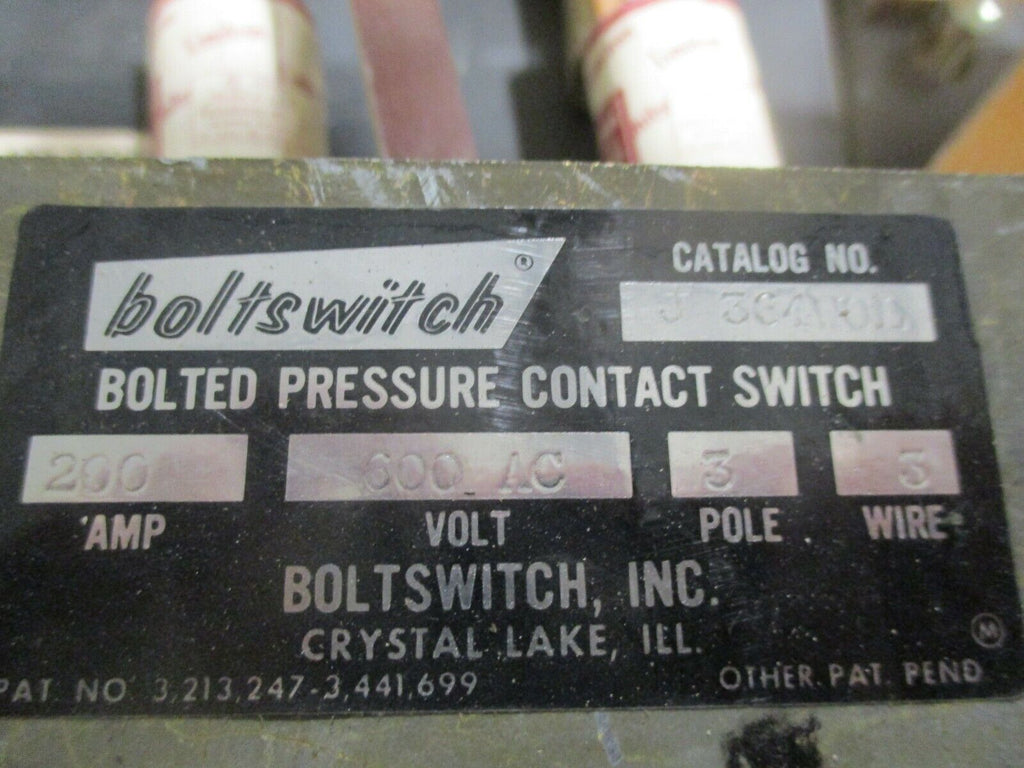 boltswitch ®
CATALOG NO.
BOLTED PRESSURE CONTACT SWITCH
200 600 AC 3 3
AMP VOLT POLE WIRE
BOLTSWITCH, INC.
CRYSTAL LAKE, ILL.
M
PAT NO 3,213,247-3,441,699 OTHER PAT. PEND